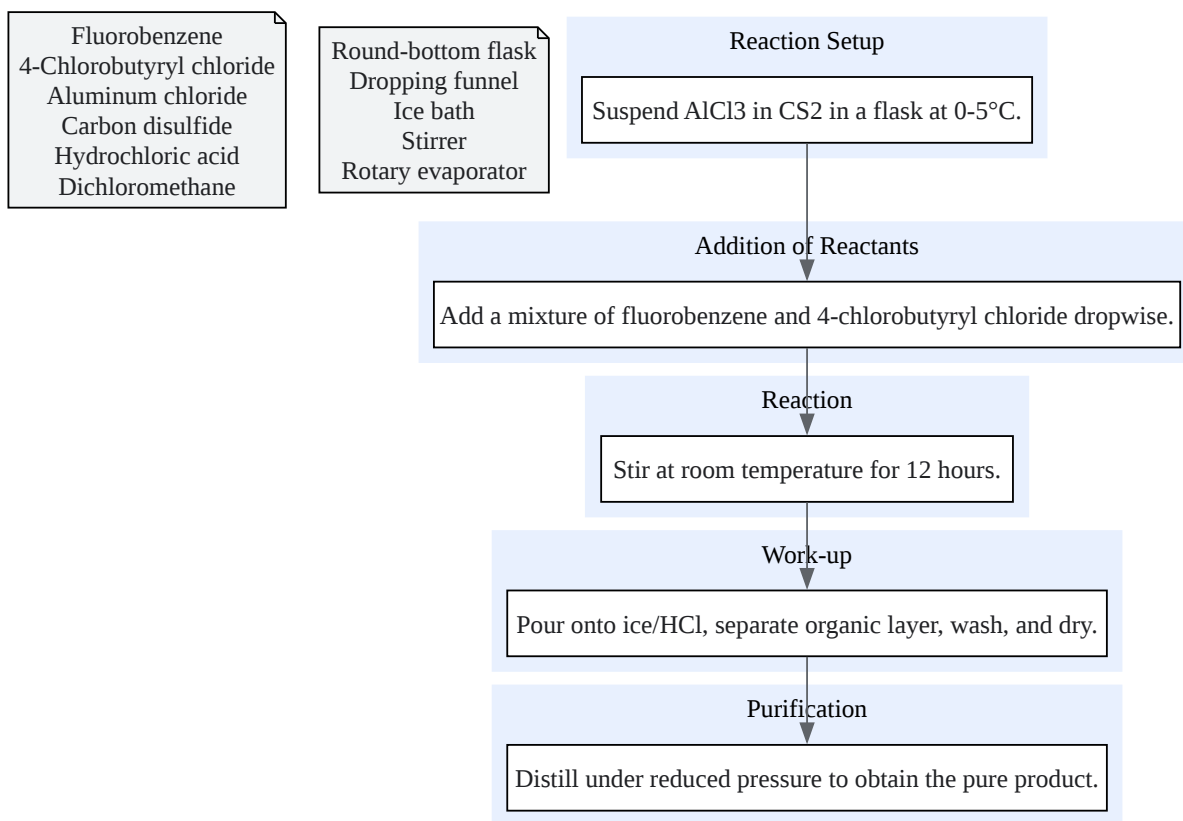 Fluorobenzene
4-Chlorobutyryl chloride
Aluminum chloride
Carbon disulfide
Hydrochloric acid
Dichloromethane
Round-bottom flask
Dropping funnel
Ice bath
Stirrer
Rotary evaporator
Reaction Setup
Suspend AlCl3 in CS2 in a flask at 0-5°C.
Addition of Reactants
Add a mixture of fluorobenzene and 4-chlorobutyryl chloride dropwise.
Reaction
Stir at room temperature for 12 hours.
Work-up
Pour onto ice/HCl, separate organic layer, wash, and dry.
Purification
Distill under reduced pressure to obtain the pure product.